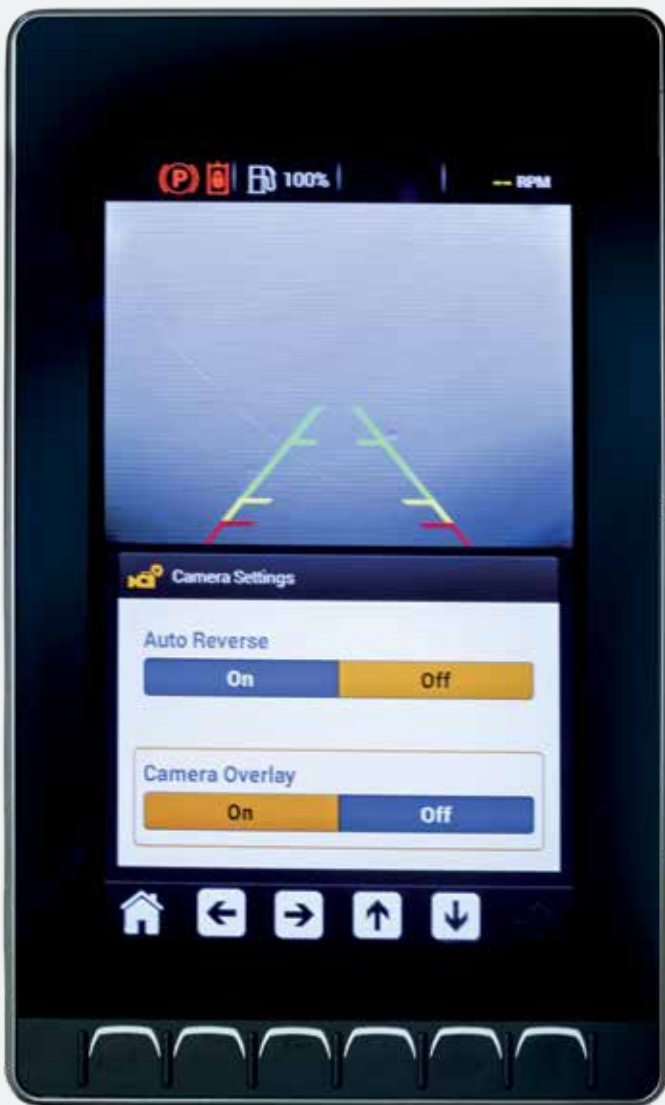 P 100% -- RPM
Camera Settings
Auto Reverse
On Off
Camera Overlay
On Off